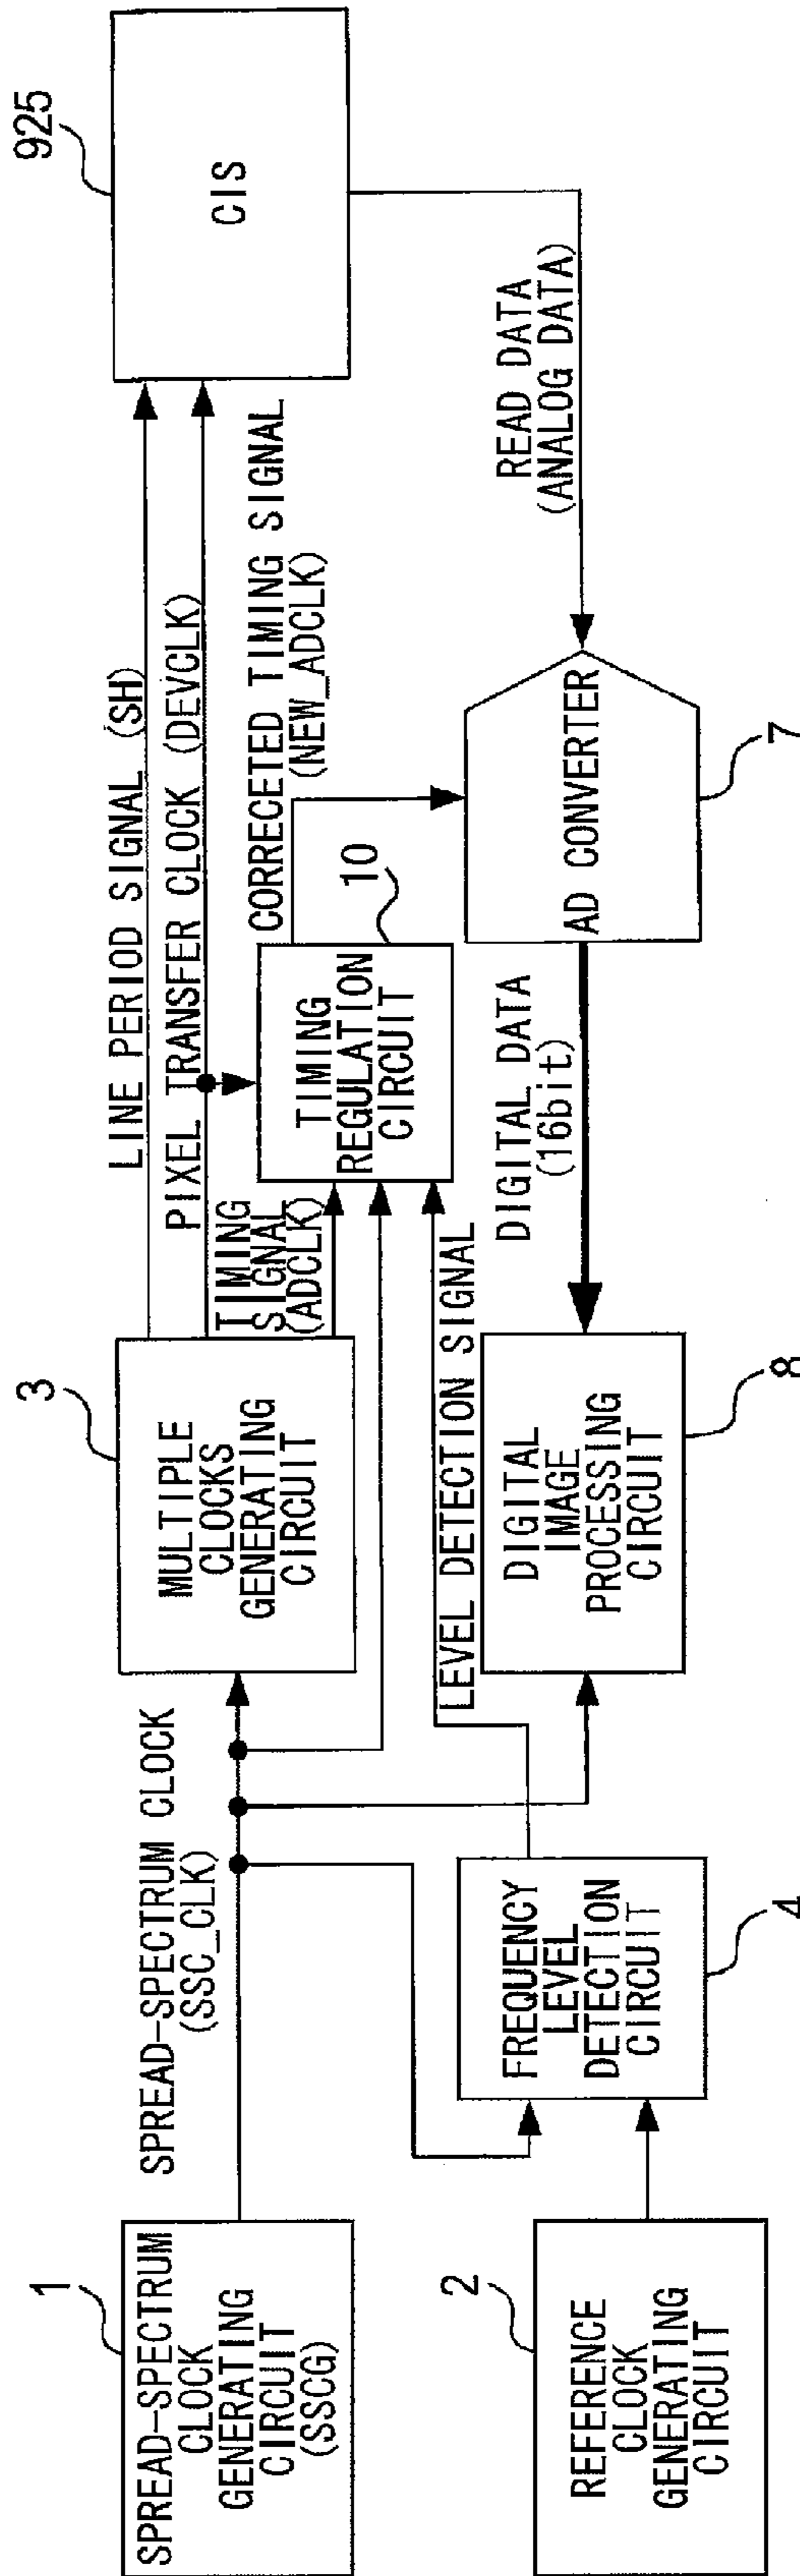 1
SPREAD-SPECTRUM
CLOCK
GENERATING
CIRCUIT
(SSCG)
SPREAD-SPECTRUM CLOCK
(SSC_CLK)
3
MULTIPLE
CLOCKS
GENERATING
CIRCUIT
LINE PERIOD SIGNAL (SH)
PIXEL TRANSFER CLOCK (DEVCLK)
TIMING
SIGNAL
(ADCLK)
925
CIS
2
REFERENCE
CLOCK
GENERATING
CIRCUIT
FREQUENCY
LEVEL
DETECTION
CIRCUIT
4
LEVEL DETECTION SIGNAL
TIMING
REGULATION
CIRCUIT
10
CORRECETED TIMING SIGNAL
(NEW_ADCLK)
DIGITAL
IMAGE
PROCESSING
CIRCUIT
8
DIGITAL DATA
(16bit)
AD CONVERTER
7
READ DATA
(ANALOG DATA)